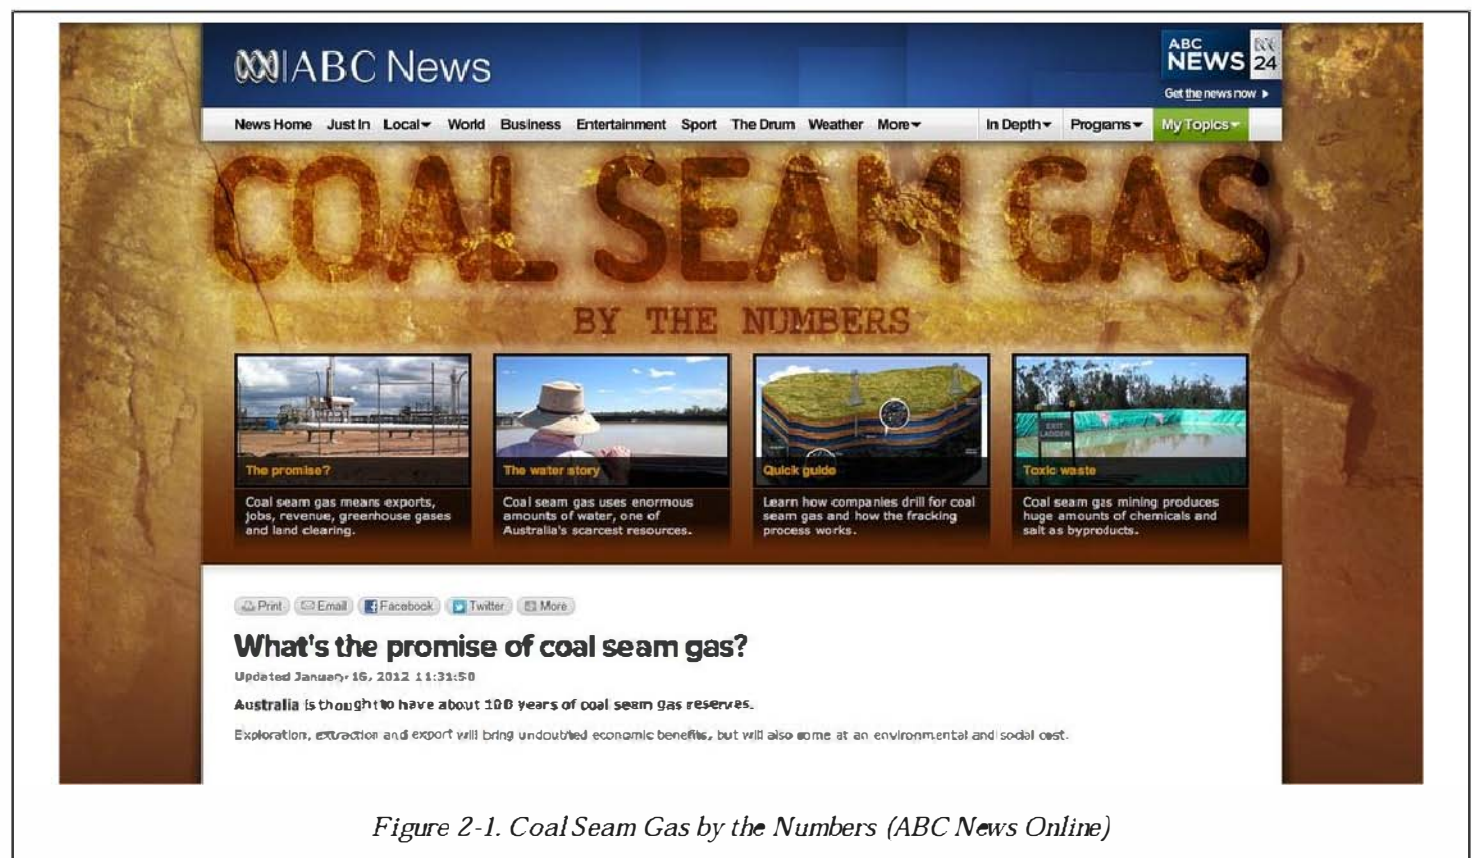 ABC News
ABC NEWS 24
Get the news now
News Home Just In Local World Business Entertainment Sport The Drum Weather More In Depth Programs My Topics
COAL SEAM GAS
BY THE NUMBERS
The promise?
Coal seam gas means exports,
jobs, revenue, greenhouse gases
and land clearing.
The water story
Coal seam gas uses enormous
amounts of water, one of
Australia's scarcest resources.
Quick guide
Learn how companies drill for coal
seam gas and how the fracking
process works.
EXIT
LADDER
Toxic waste
Coal seam gas mining produces
huge amounts of chemicals and
salt as byproducts.
Print Email Facebook Twitter More
What's the promise of coal seam gas?
Updated January 16, 2012 11:31:50
Australia is thought to have about 100 years of coal seam gas reserves.
Exploration, extraction and export will bring undoubted economic benefits, but will also come at an environmental and social cost.
Figure 2-1. Coal Seam Gas by the Numbers (ABC News Online)